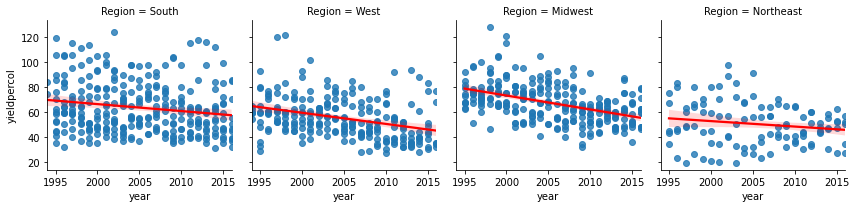 Region = South
Region = West
Region = Midwest
Region = Northeast
yieldpercol
120
100
80
60
40
20
1995 2000 2005 2010 2015
1995 2000 2005 2010 2015
1995 2000 2005 2010 2015
1995 2000 2005 2010 2015
year
year
year
year